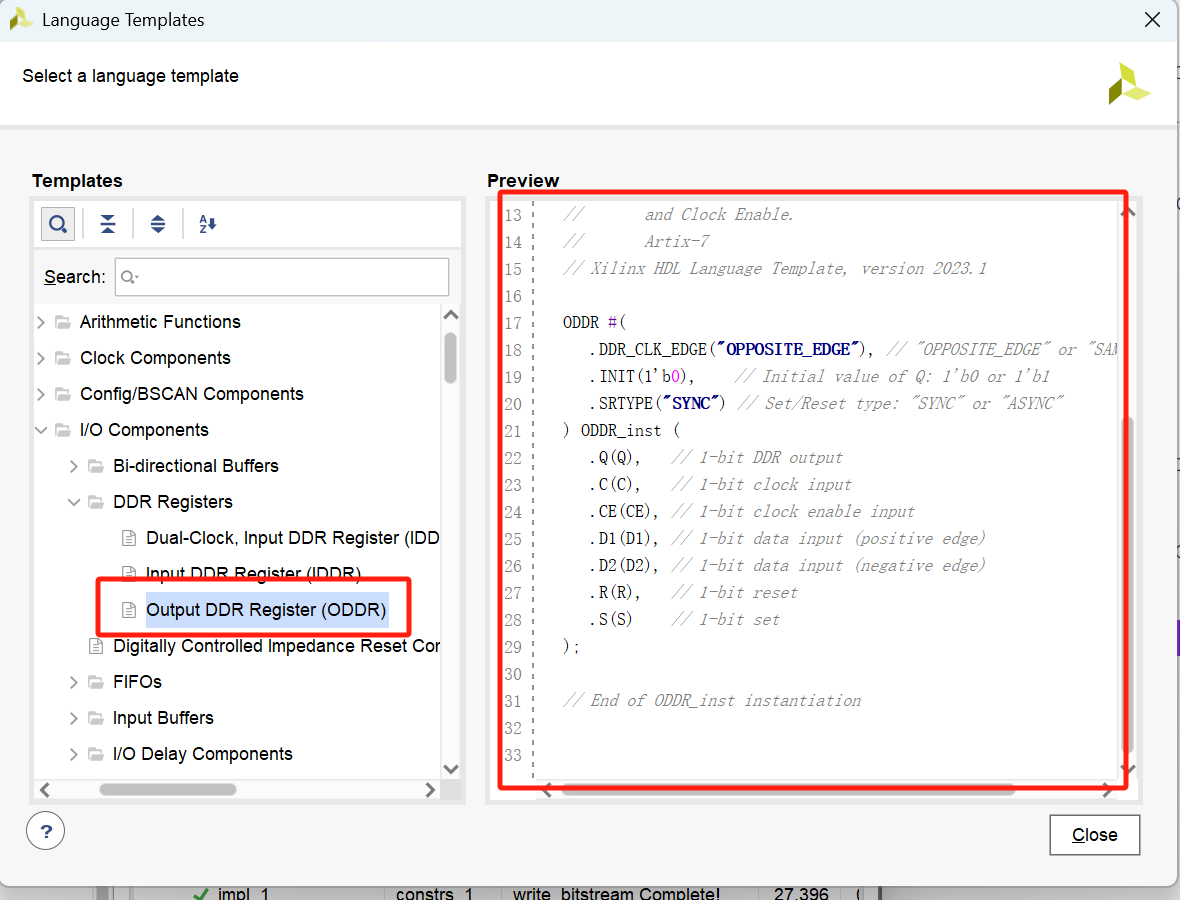 Language Templates
Select a language template
Templates
Search:
Arithmetic Functions
Clock Components
Config/BSCAN Components
I/O Components
Bi-directional Buffers
DDR Registers
Dual-Clock, Input DDR Register (IDD
Input DDR Register (IDDR)
Output DDR Register (ODDR)
Digitally Controlled Impedance Reset Cor
FIFOs
Input Buffers
I/O Delay Components
Preview
13 // and Clock Enable.
14 // Artix-7
15 // Xilinx HDL Language Template, version 2023.1
16
17 ODDR #(
18 .DDR_CLK_EDGE("OPPOSITE_EDGE"), // "OPPOSITE_EDGE" or "SAM
19 .INIT(1'b0), // Initial value of Q: 1'b0 or 1'b1
20 .SRTYPE("SYNC") // Set/Reset type: "SYNC" or "ASYNC"
21 ) ODDR_inst (
22 .Q(Q), // 1-bit DDR output
23 .C(C), // 1-bit clock input
24 .CE(CE), // 1-bit clock enable input
25 .D1(D1), // 1-bit data input (positive edge)
26 .D2(D2), // 1-bit data input (negative edge)
27 .R(R), // 1-bit reset
28 .S(S) // 1-bit set
29 );
30
31 // End of ODDR_inst instantiation
32
33
?
Close
impl_1 constrs_1 write_bitstream Complete! 27.396